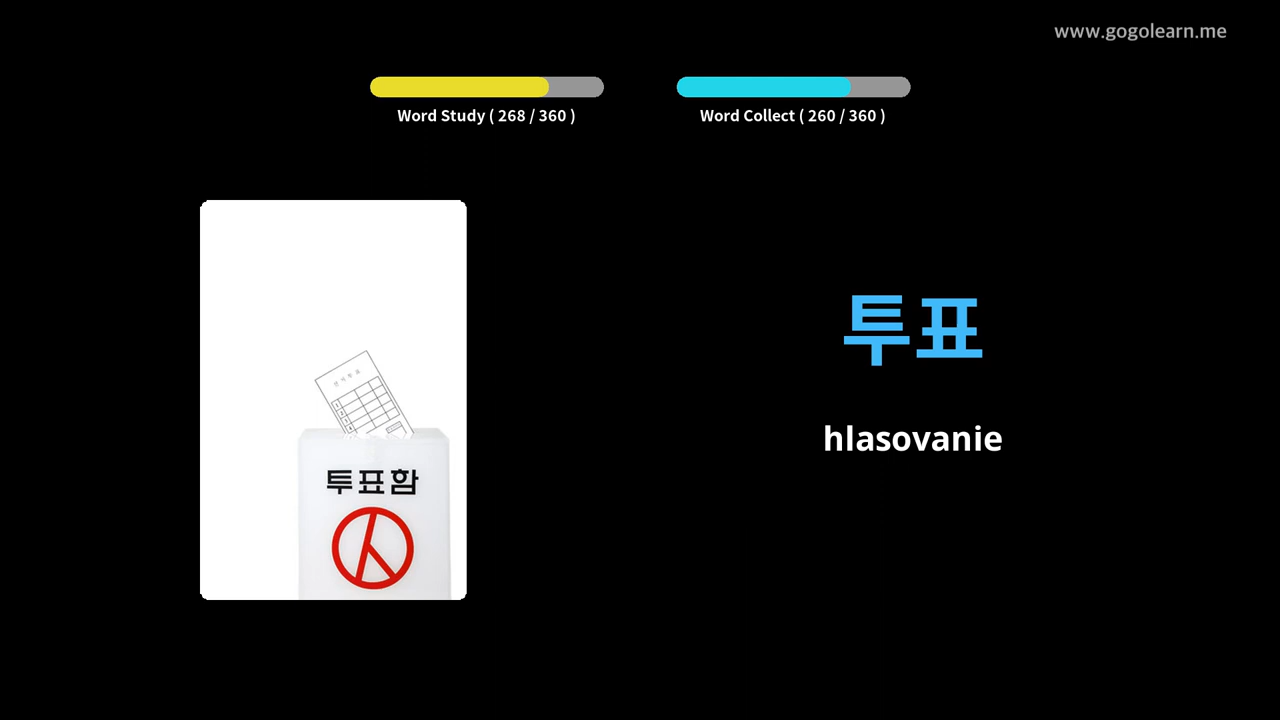 www.gogolearn.me
Word Study ( 268 / 360 )
Word Collect ( 260 / 360 )
투표
hlasovanie
투표함